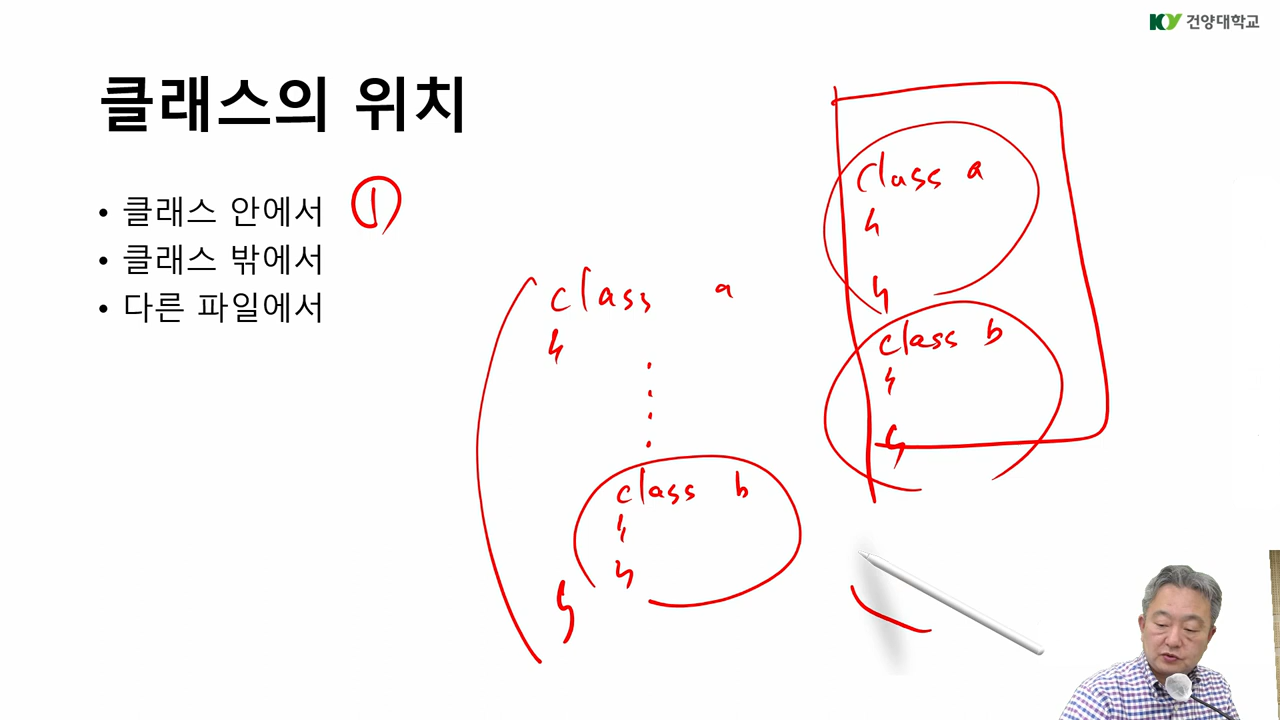 KY 건양대학교
클래스의 위치
• 클래스 안에서 ①
• 클래스 밖에서
• 다른 파일에서
class a
{
}
class b
{
}
class a
{
class b
{
}
}